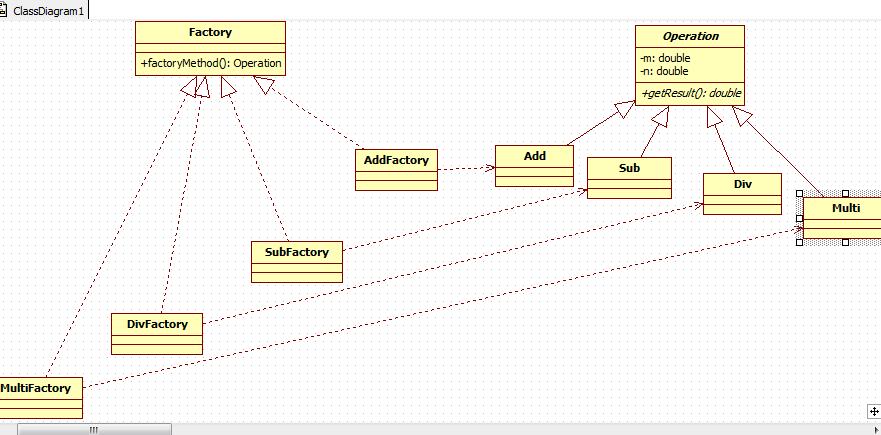 ClassDiagram1
Factory
+factoryMethod(): Operation
Operation
-m: double
-n: double
+getResult(): double
AddFactory
Add
Sub
Div
Multi
SubFactory
DivFactory
MultiFactory